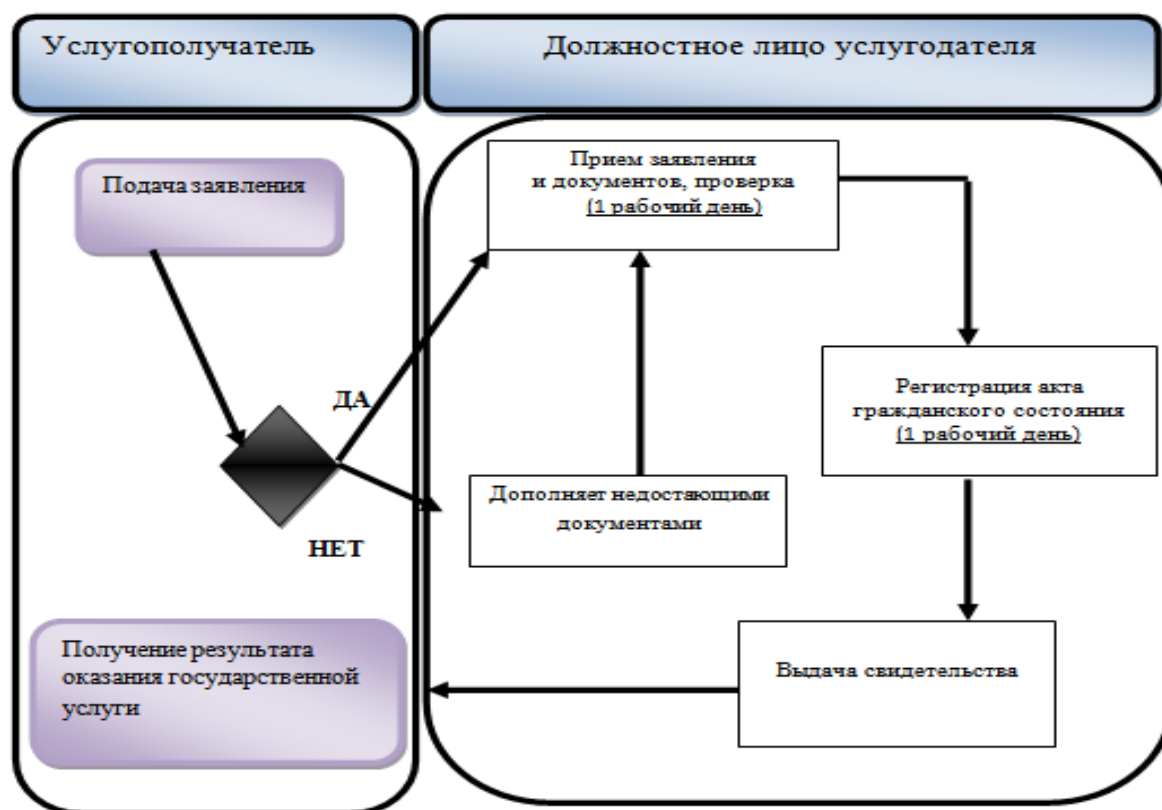 Услугополучатель
Должностное лицо услугодателя
Подача заявления
Прием заявления
и документов, проверка
(1 рабочий день)
Регистрация акта
гражданского состояния
(1 рабочий день)
ДА
НЕТ
Дополняет недостающими
документами
Получение результата
оказания государственной
услуги
Выдача свидетельства